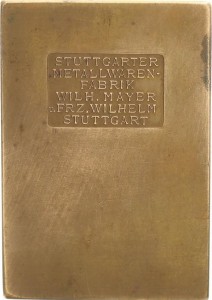 STUTTGARTER
METALLWAREN-
FABRIK
WILH. MAYER
u. FRZ. WILHELM
STUTTGART